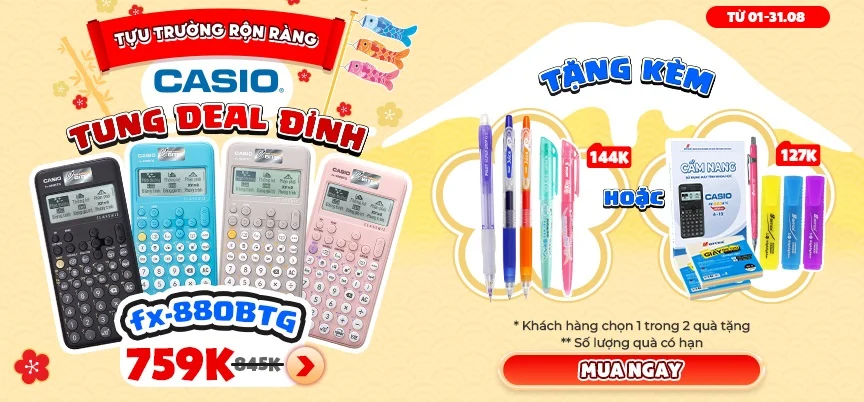 TỰU TRƯỜNG RỘN RÀNG
CASIO®
TUNG DEAL ĐỈNH
fx-880BTG
759K 845K
TỪ 01-31.08
TẶNG KÈM
144K
HOẶC
127K
CẨM NANG
* Khách hàng chọn 1 trong 2 quà tặng
** Số lượng quà có hạn
MUA NGAY